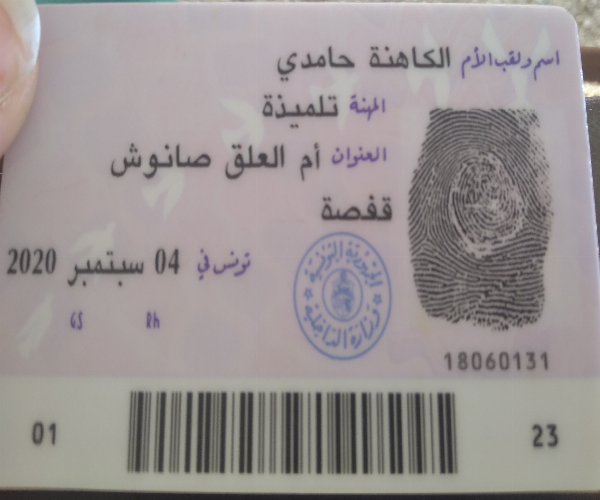 اسم ولقب الأم الكاهنة حامدي
المهنة تلميذة
العنوان أم العلق صانوش
قفصة
تونس في 04 سبتمبر 2020
GS Rh
الجمهورية التونسية
وزارة الداخلية
18060131
01 23